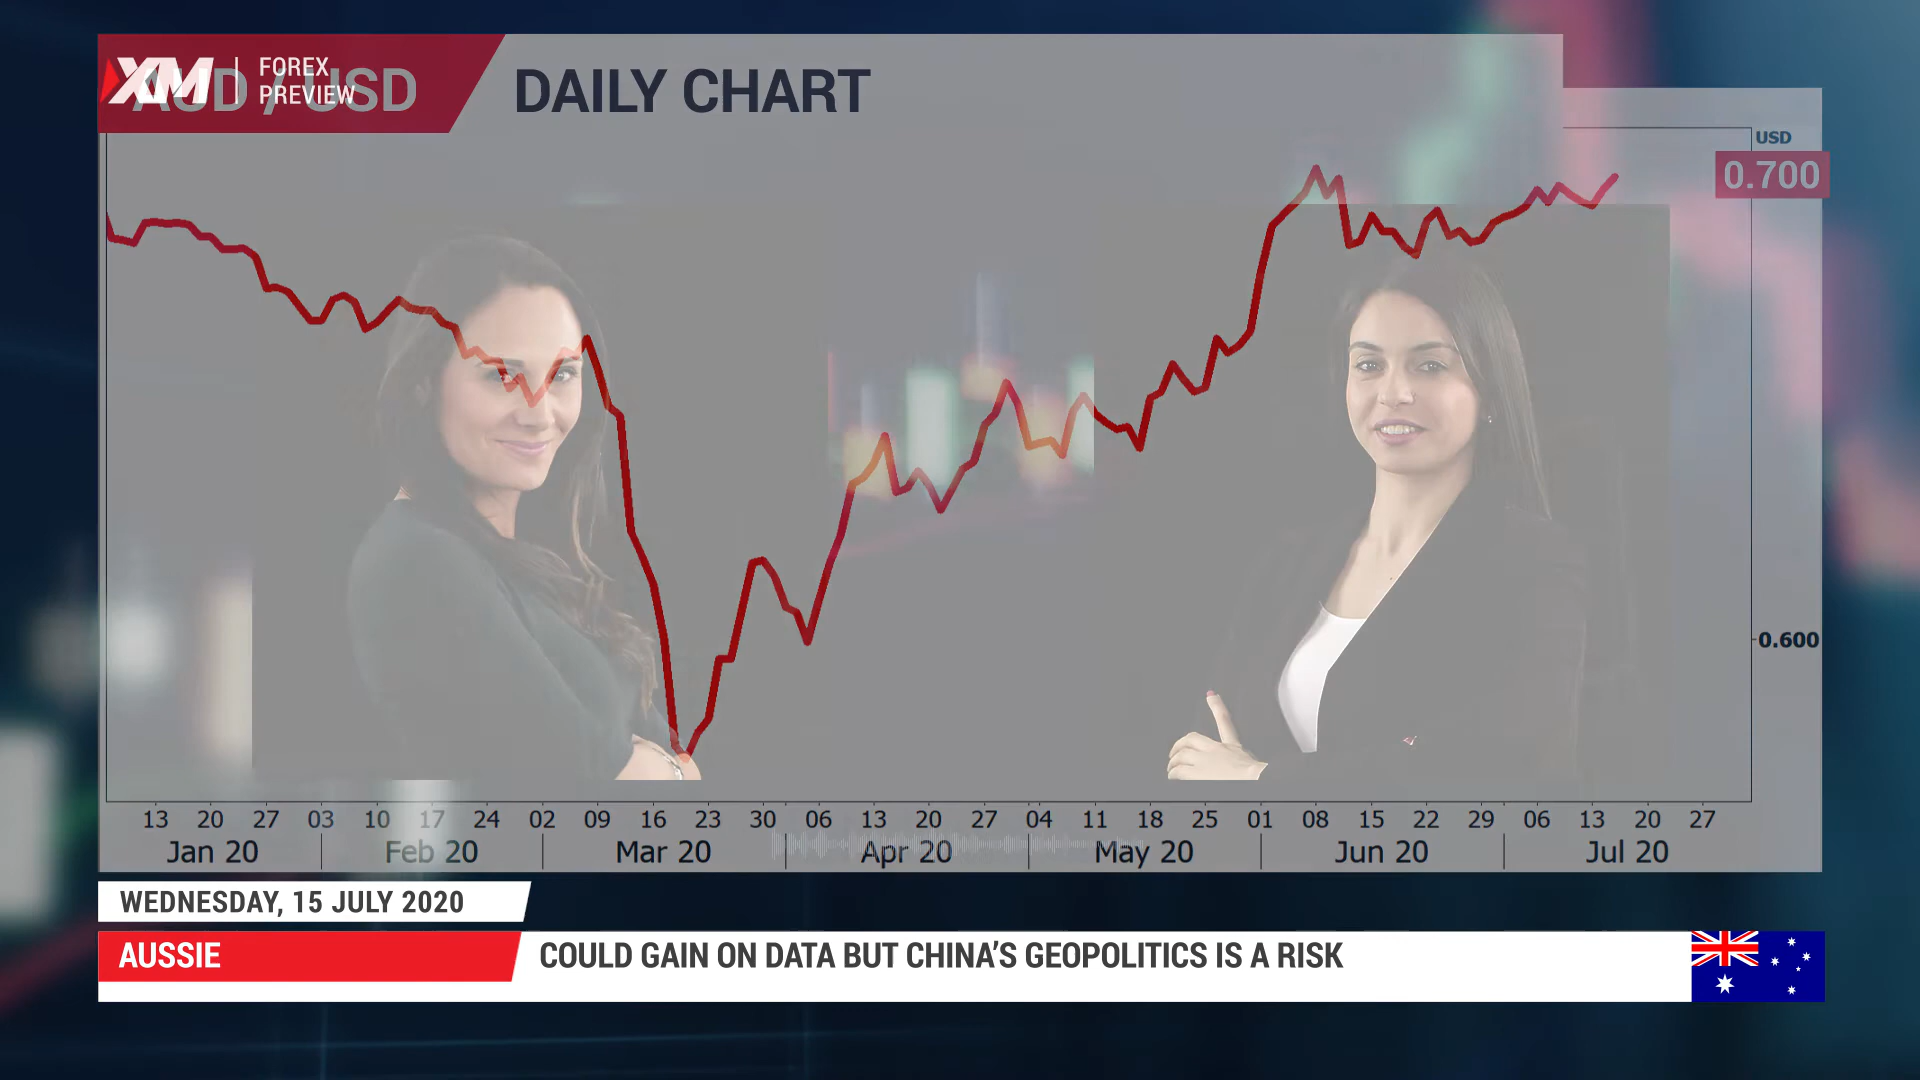 XM
FOREX
PREVIEW
AUD / USD
DAILY CHART
USD
0.700
0.600
13 20 27 03 10 17 24 02 09 16 23 30 06 13 20 27 04 11 18 25 01 08 15 22 29 06 13 20 27
Jan 20 Feb 20 Mar 20 Apr 20 May 20 Jun 20 Jul 20
WEDNESDAY, 15 JULY 2020
AUSSIE
COULD GAIN ON DATA BUT CHINA’S GEOPOLITICS IS A RISK